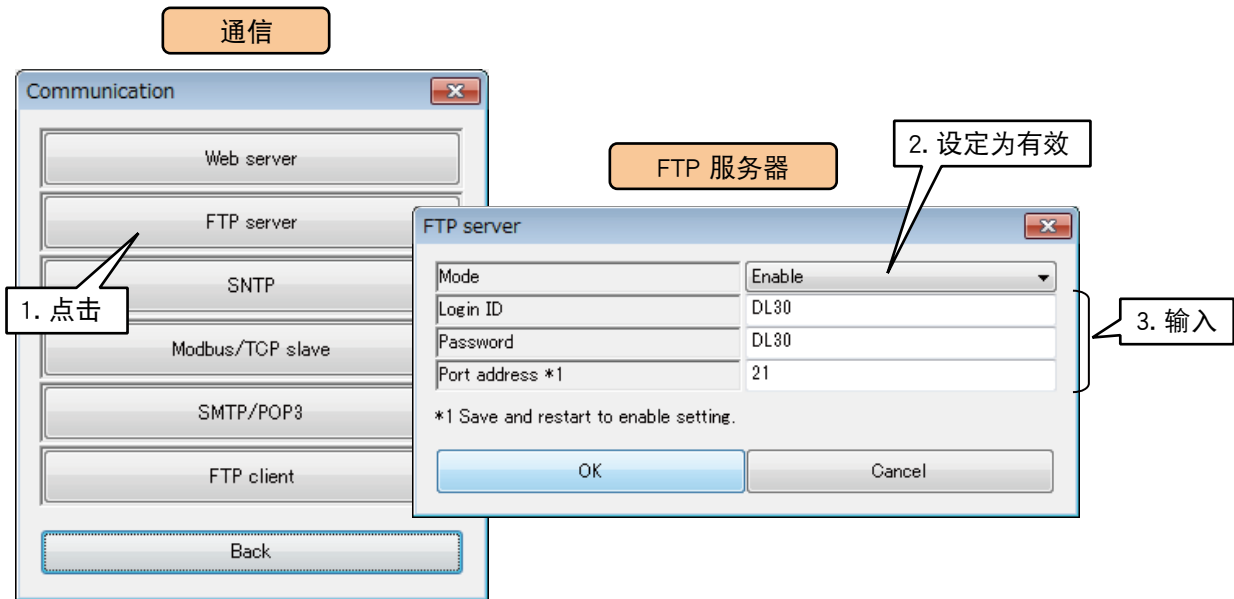 通信
Communication
Web server
FTP server
SNTP
Modbus/TCP slave
SMTP/POP3
FTP client
Back
1. 点击
FTP 服务器
2. 设定为有效
FTP server
Mode Enable
Login ID DL30
Password DL30
Port address *1 21
*1 Save and restart to enable setting.
OK Cancel
3. 输入